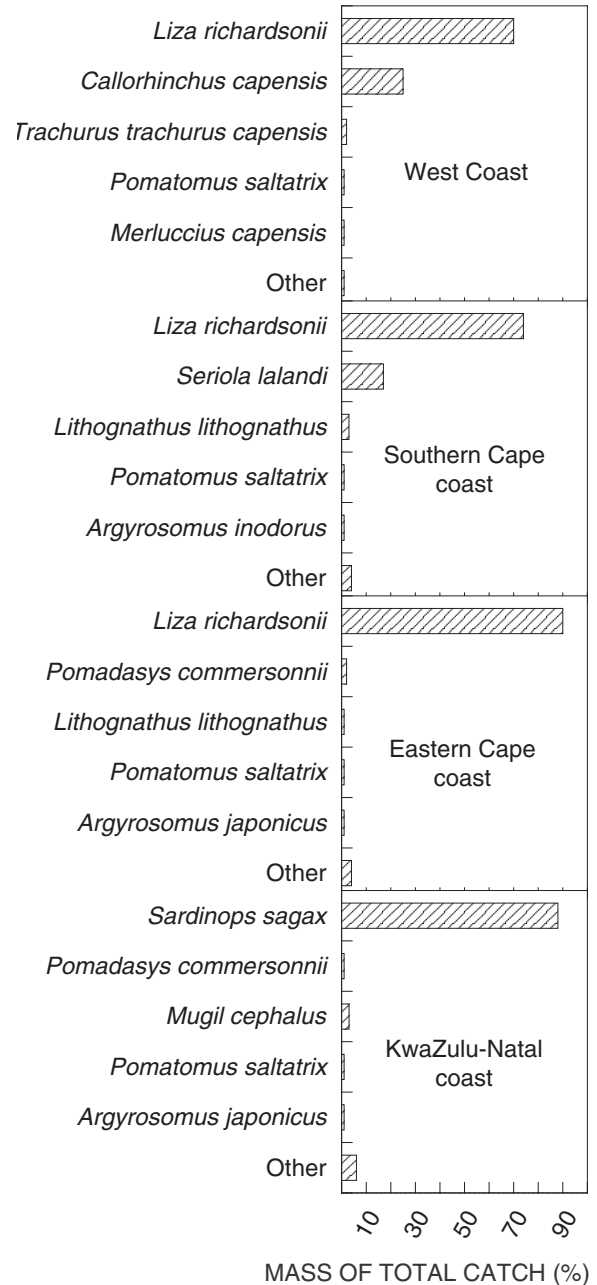 Liza richardsonii
Callorhinchus capensis
Trachurus trachurus capensis
Pomatomus saltatrix
Merluccius capensis
Other
West Coast
Liza richardsonii
Seriola lalandi
Lithognathus lithognathus
Pomatomus saltatrix
Argyrosomus inodorus
Other
Southern Cape
coast
Liza richardsonii
Pomadasys commersonnii
Lithognathus lithognathus
Pomatomus saltatrix
Argyrosomus japonicus
Other
Eastern Cape
coast
Sardinops sagax
Pomadasys commersonnii
Mugil cephalus
Pomatomus saltatrix
Argyrosomus japonicus
Other
KwaZulu-Natal
coast
10 30 50 70 90
MASS OF TOTAL CATCH (%)